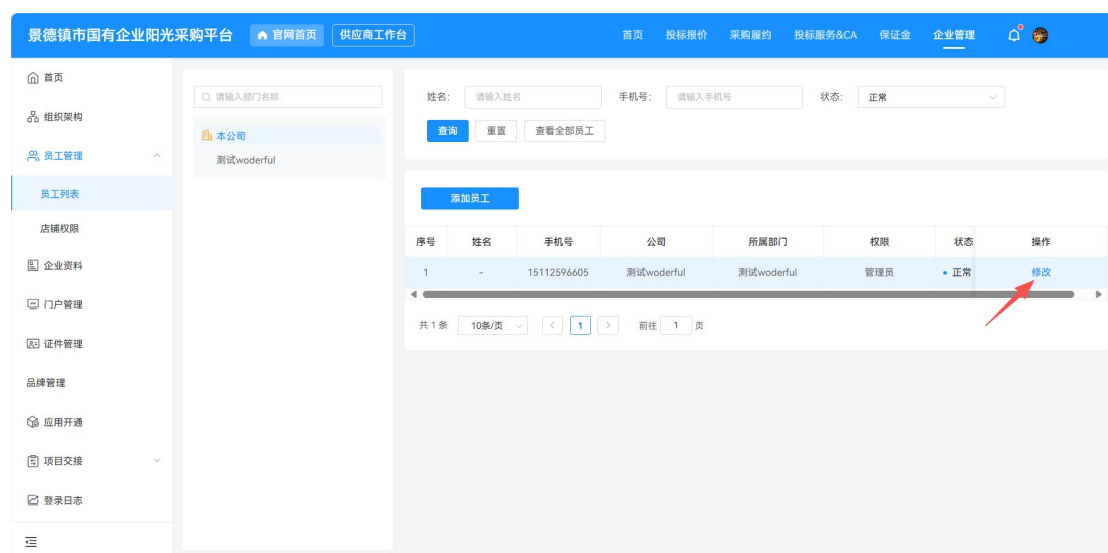 景德镇市国有企业阳光采购平台 官网首页 供应商工作台 首页 投标报价 采购履约 投标服务&CA 保证金 企业管理
首页
组织架构
员工管理
员工列表
店铺权限
企业资料
门户管理
证件管理
品牌管理
应用开通
项目交接
登录日志
请输入部门名称
本公司
测试woderful
姓名: 请输入姓名 手机号: 请输入手机号 状态: 正常
查询 重置 查看全部员工
添加员工
序号 姓名 手机号 公司 所属部门 权限 状态 操作
1 - 15112596605 测试woderful 测试woderful 管理员 正常 修改
共 1 条 10条/页 1 前往 1 页